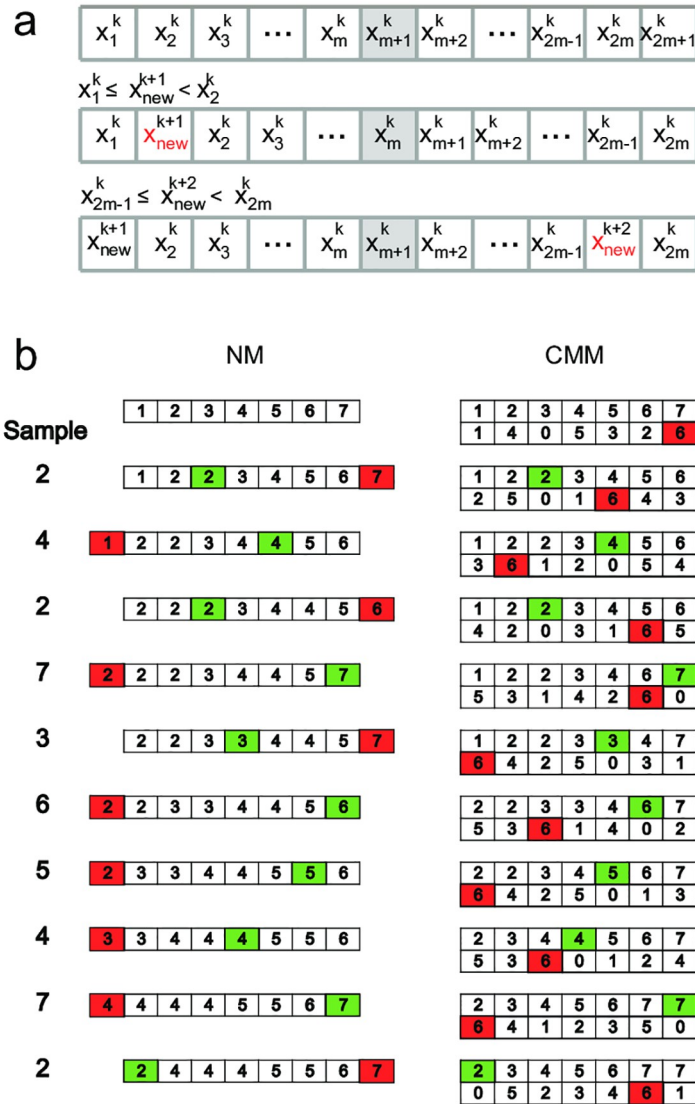 a
x₁ᵏ x₂ᵏ x₃ᵏ ... xₘᵏ xₘ₊₁ᵏ xₘ₊₂ᵏ ... x₂ₘ₋₁ᵏ x₂ₘᵏ x₂ₘ₊₁ᵏ
x₁ᵏ ≤ x_new^k+1 < x₂ᵏ
x₁ᵏ x_new^k+1 x₂ᵏ x₃ᵏ ... xₘᵏ xₘ₊₁ᵏ xₘ₊₂ᵏ ... x₂ₘ₋₁ᵏ x₂ₘᵏ
x₂ₘ₋₁ᵏ ≤ x_new^k+2 < x₂ₘᵏ
x_new^k+1 x₂ᵏ x₃ᵏ ... xₘᵏ xₘ₊₁ᵏ xₘ₊₂ᵏ ... x₂ₘ₋₁ᵏ x_new^k+2 x₂ₘᵏ
b NM CMM
1 2 3 4 5 6 7 1 2 3 4 5 6 7
Sample 1 4 0 5 3 2 6
2 1 2 2 3 4 5 6 7 1 2 2 3 4 5 6
2 5 0 1 6 4 3
4 1 2 2 3 4 4 5 6 1 2 2 3 4 5 6
3 6 1 2 0 5 4
2 2 2 2 3 4 4 5 6 1 2 2 3 4 5 6
4 2 0 3 1 6 5
7 2 2 2 3 4 4 5 7 1 2 2 3 4 6 7
5 3 1 4 2 6 0
3 2 2 3 3 4 4 5 7 1 2 2 3 3 4 7
6 4 2 5 0 3 1
6 2 2 3 3 4 4 5 6 2 2 3 3 4 6 7
5 3 6 1 4 0 2
5 2 3 3 4 4 5 5 6 2 2 3 4 5 6 7
6 4 2 5 0 1 3
4 3 3 4 4 4 5 5 6 2 3 4 4 5 6 7
5 3 6 0 1 2 4
7 4 4 4 4 5 5 6 7 2 3 4 5 6 7 7
6 4 1 2 3 5 0
2 2 4 4 4 5 5 6 7 2 3 4 5 6 7 7
0 5 2 3 4 6 1